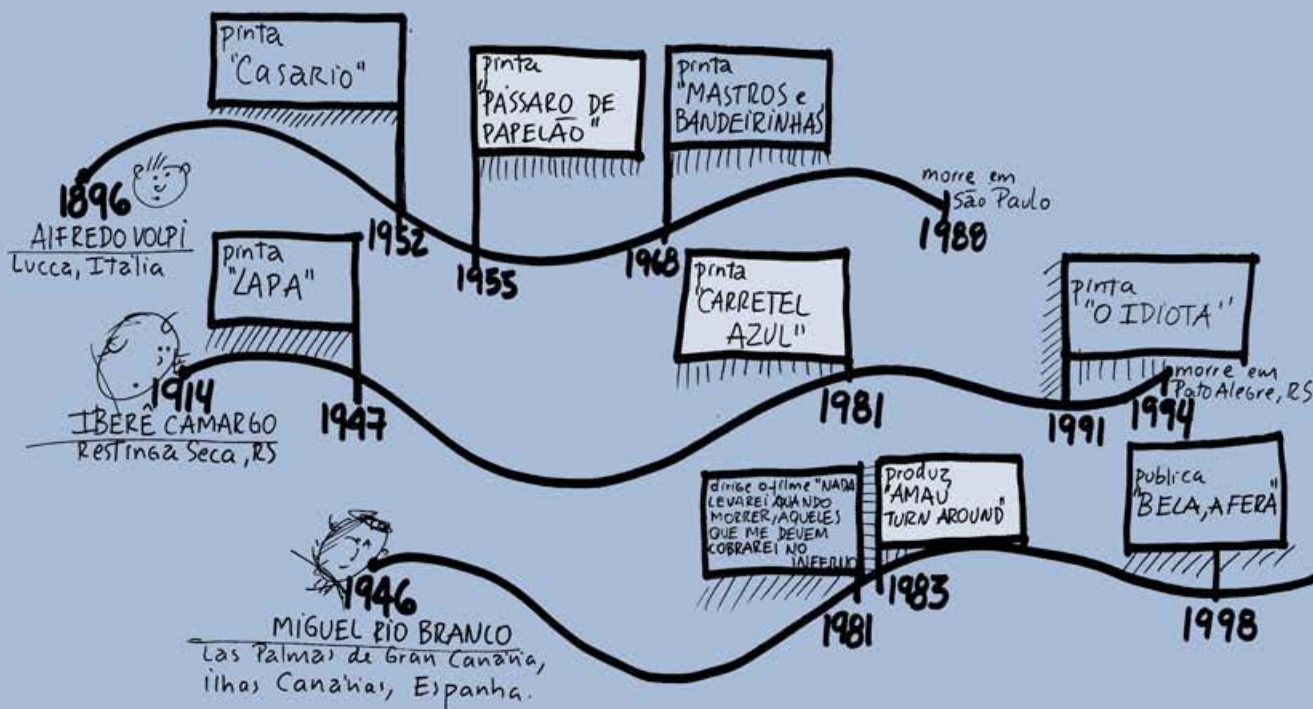 pinta
"Casario"
pinta
"PÁSSARO DE
PAPELÃO"
pinta
"MASTROS e
BANDEIRINHAS"
1896
ALFREDO VOLPI
Lucca, Itália
1952
1955
1968
morre em
São Paulo
1988
pinta
"LAPA"
pinta
"CARRETEL
AZUL"
pinta
"O IDIOTA"
1914
IBERÊ CAMARGO
Restinga Seca, RS
1947
1981
1991
morre em
Porto Alegre, RS
1994
dirige o filme "NADA
LEVAREI QUANDO
MORRER, AQUELES
QUE ME DEVEM
COBRAREI NO
INFERNO
produz
"AMAU
TURN AROUND"
publica
"BELA, A FERA"
1946
MIGUEL RIO BRANCO
Las Palmas de Gran Canária,
ilhas Canárias, Espanha.
1981
1983
1998